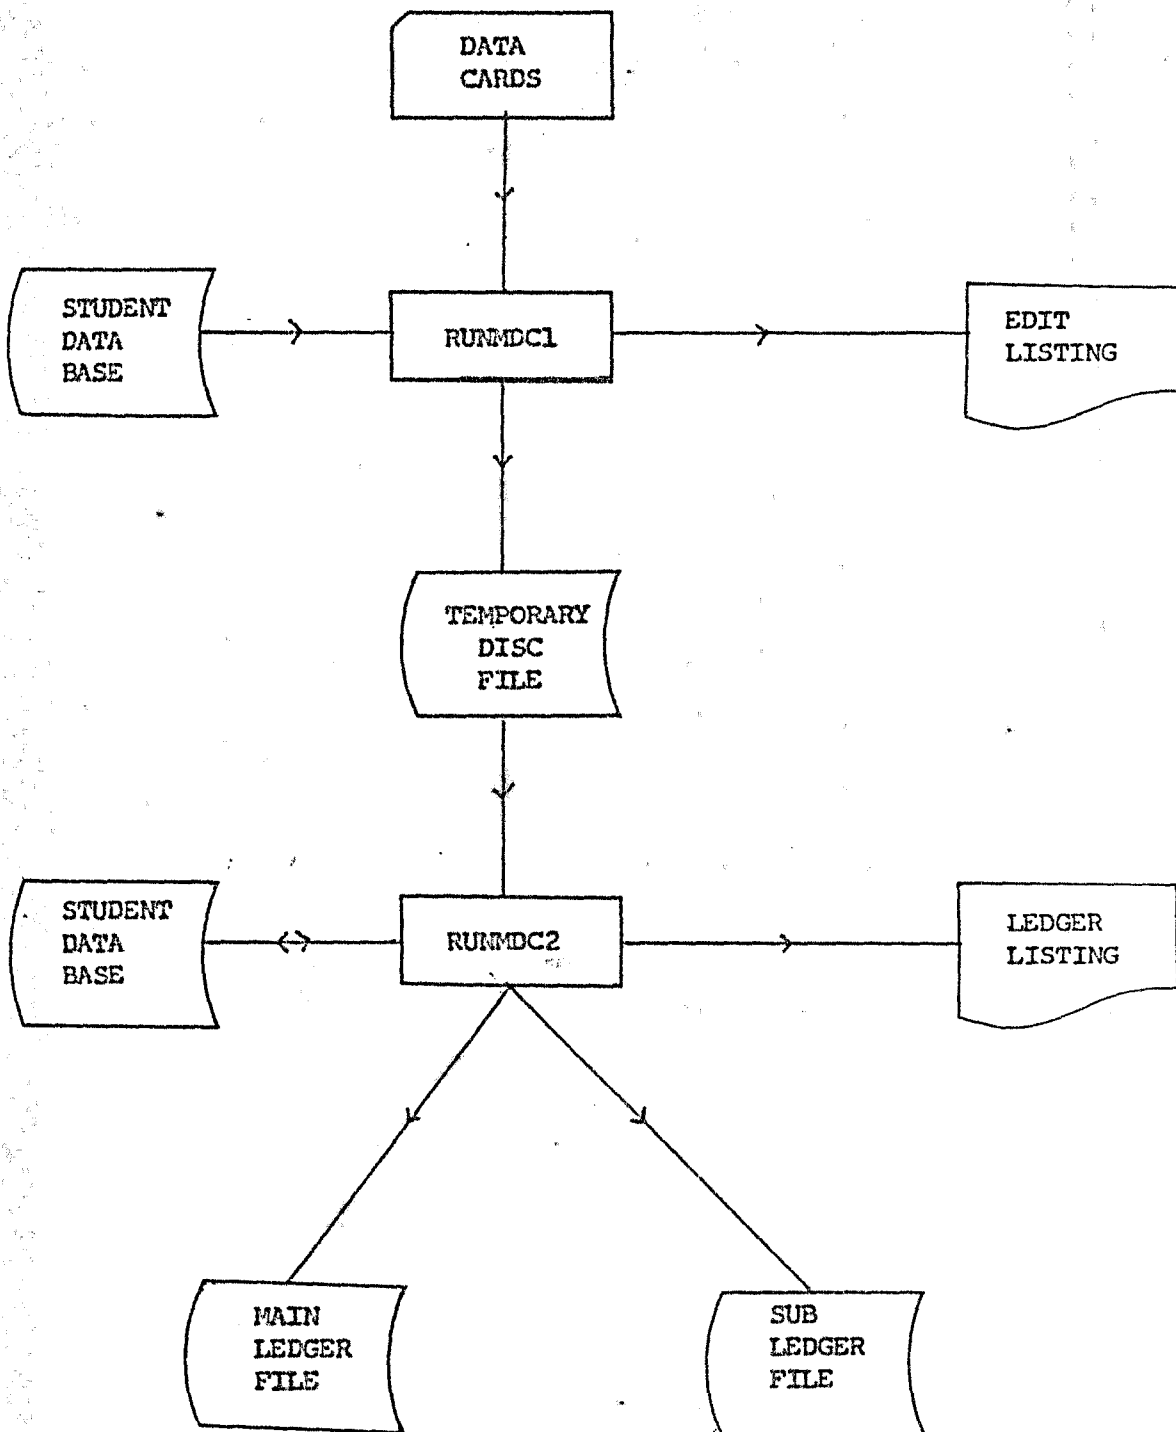 DATA
CARDS
STUDENT
DATA
BASE
RUNMDC1
EDIT
LISTING
TEMPORARY
DISC
FILE
STUDENT
DATA
BASE
RUNMDC2
LEDGER
LISTING
MAIN
LEDGER
FILE
SUB
LEDGER
FILE